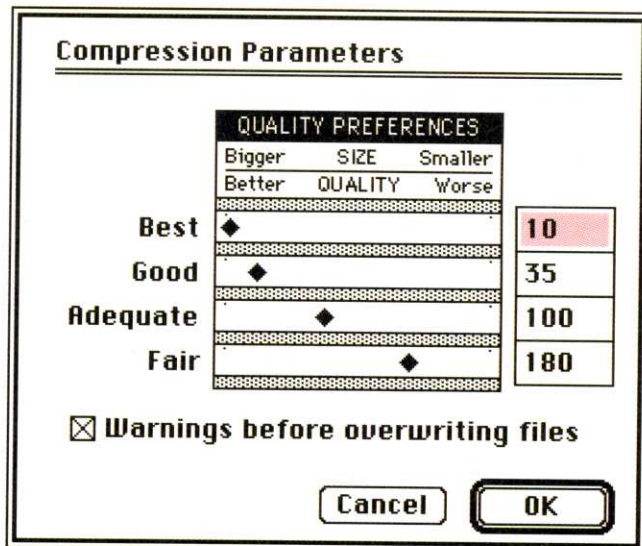 Compression Parameters
QUALITY PREFERENCES
Bigger SIZE Smaller
Better QUALITY Worse
Best 10
Good 35
Adequate 100
Fair 180
Warnings before overwriting files
Cancel OK